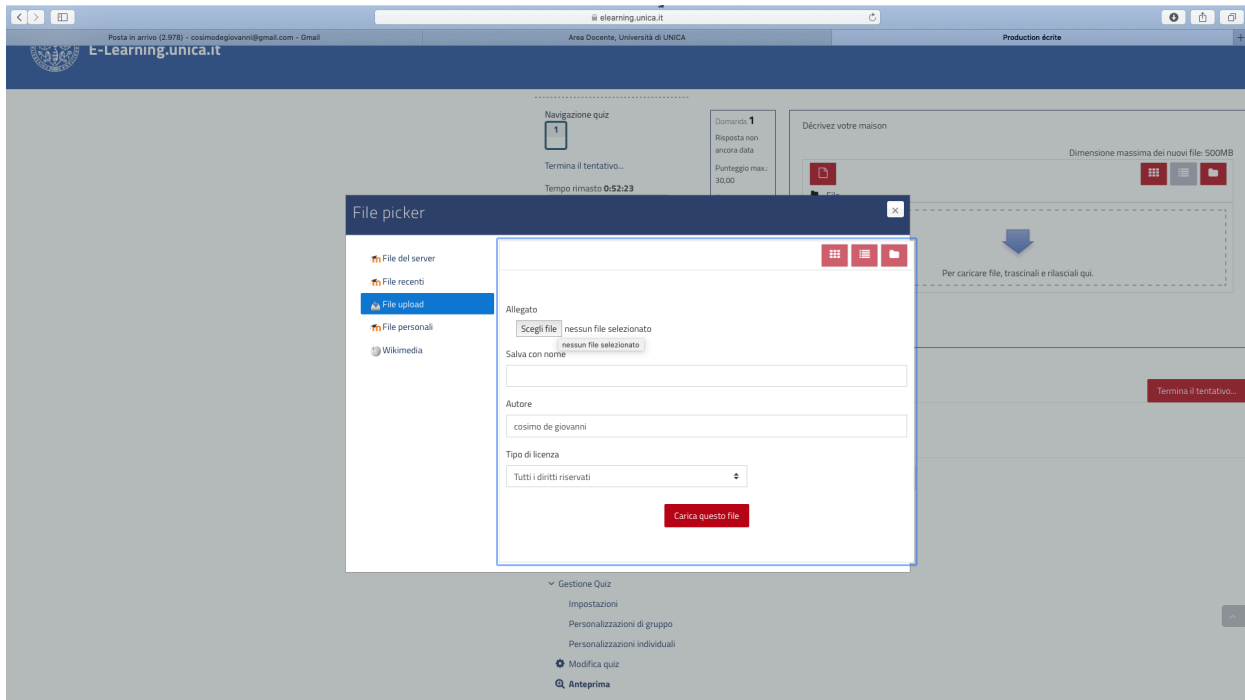 elearning.unica.it
Posta in arrivo (2.978) - cosimodegiovanni@gmail.com - Gmail
Area Docente, Università di UNICA
Production écrite
E-Learning.unica.it
Navigazione quiz
1
Termina il tentativo...
Tempo rimasto 0:52:23
Domanda 1
Risposta non
ancora data
Punteggio max.:
30,00
Décrivez votre maison
Dimensione massima dei nuovi file: 500MB
File
Per caricare file, trascinali e rilasciali qui.
Termina il tentativo...
File picker
File del server
File recenti
File upload
File personali
Wikimedia
Allegato
Scegli file nessun file selezionato
nessun file selezionato
Salva con nome
Autore
cosimo de giovanni
Tipo di licenza
Tutti i diritti riservati
Carica questo file
Gestione Quiz
Impostazioni
Personalizzazioni di gruppo
Personalizzazioni individuali
Modifica quiz
Anteprima